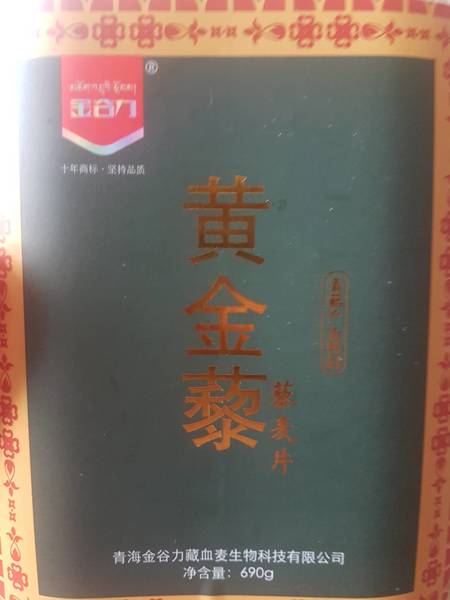 ®
金谷力
十年商标·坚持品质
黄金藜
藜麦片
青海金谷力藏血麦生物科技有限公司
净含量：690g